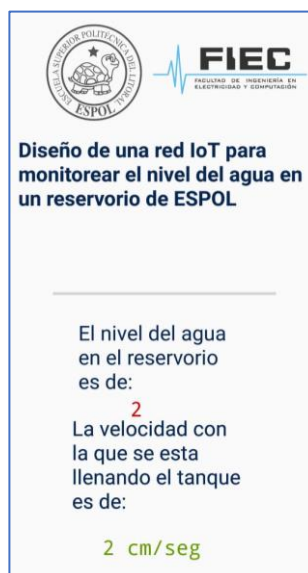 ESCUELA SUPERIOR POLITÉCNICA DEL LITORAL
ESPOL
FIEC
FACULTAD DE INGENIERÍA EN
ELECTRICIDAD Y COMPUTACIÓN
Diseño de una red IoT para
monitorear el nivel del agua en
un reservorio de ESPOL
El nivel del agua
en el reservorio
es de:
2
La velocidad con
la que se esta
llenando el tanque
es de:
2 cm/seg